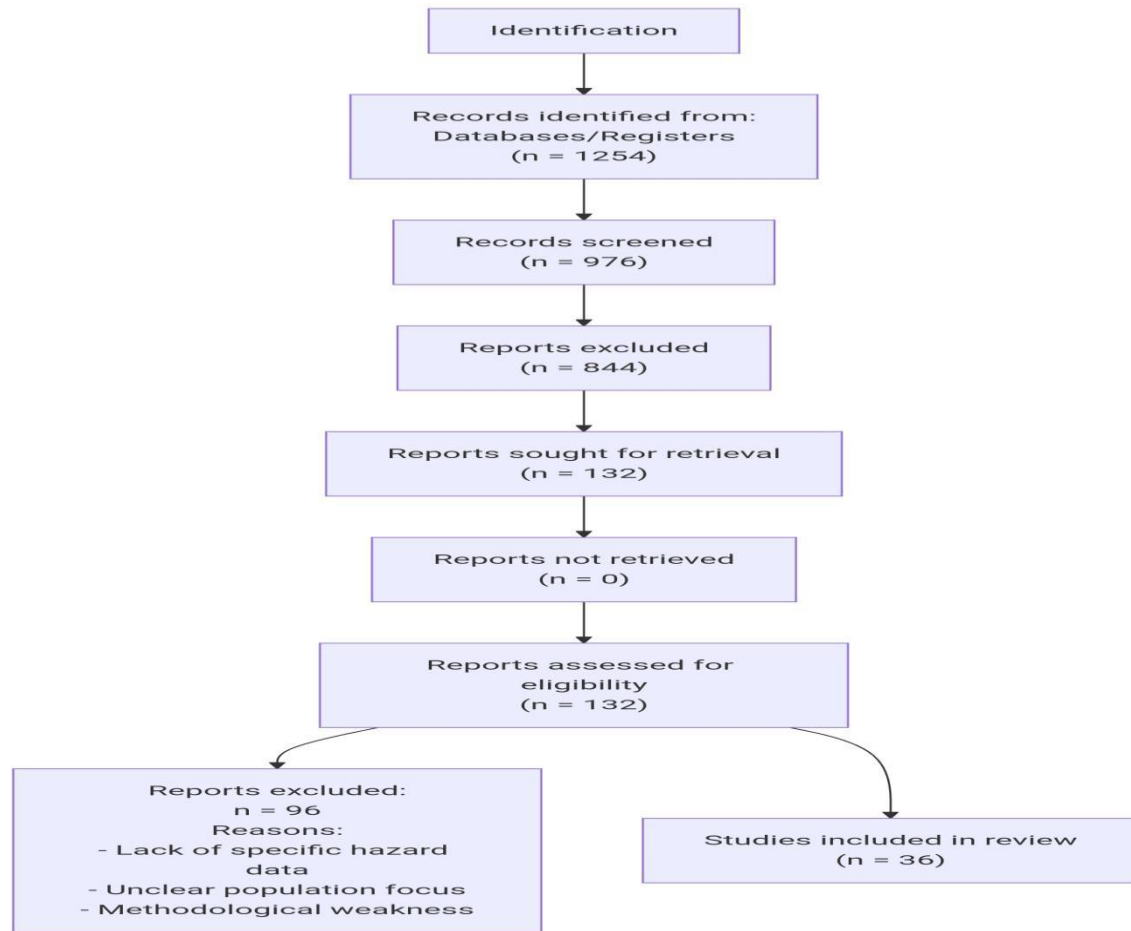 Identification
Records identified from:
Databases/Registers
(n = 1254)
Records screened
(n = 976)
Reports excluded
(n = 844)
Reports sought for retrieval
(n = 132)
Reports not retrieved
(n = 0)
Reports assessed for
eligibility
(n = 132)
Reports excluded:
n = 96
Reasons:
- Lack of specific hazard
data
- Unclear population focus
- Methodological weakness
Studies included in review
(n = 36)